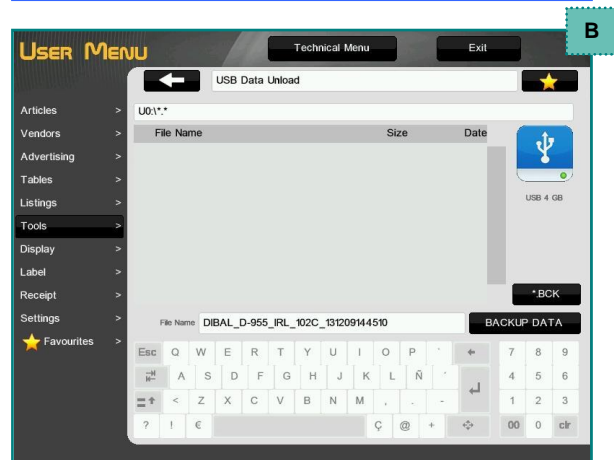 B
USER MENU
Technical Menu
Exit
USB Data Unload
Articles >
U0:\*.*
Vendors >
File Name Size Date
Advertising >
Tables >
Listings >
USB 4 GB
Tools >
Display >
Label >
Receipt >
*.BCK
Settings >
File Name DIBAL_D-955_IRL_102C_131209144510
BACKUP DATA
Favourites >
Esc Q W E R T Y U I O P ` 7 8 9
A S D F G H J K L Ñ ´ 4 5 6
< Z X C V B N M , . - 1 2 3
? ! € Ç @ + 00 0 clr